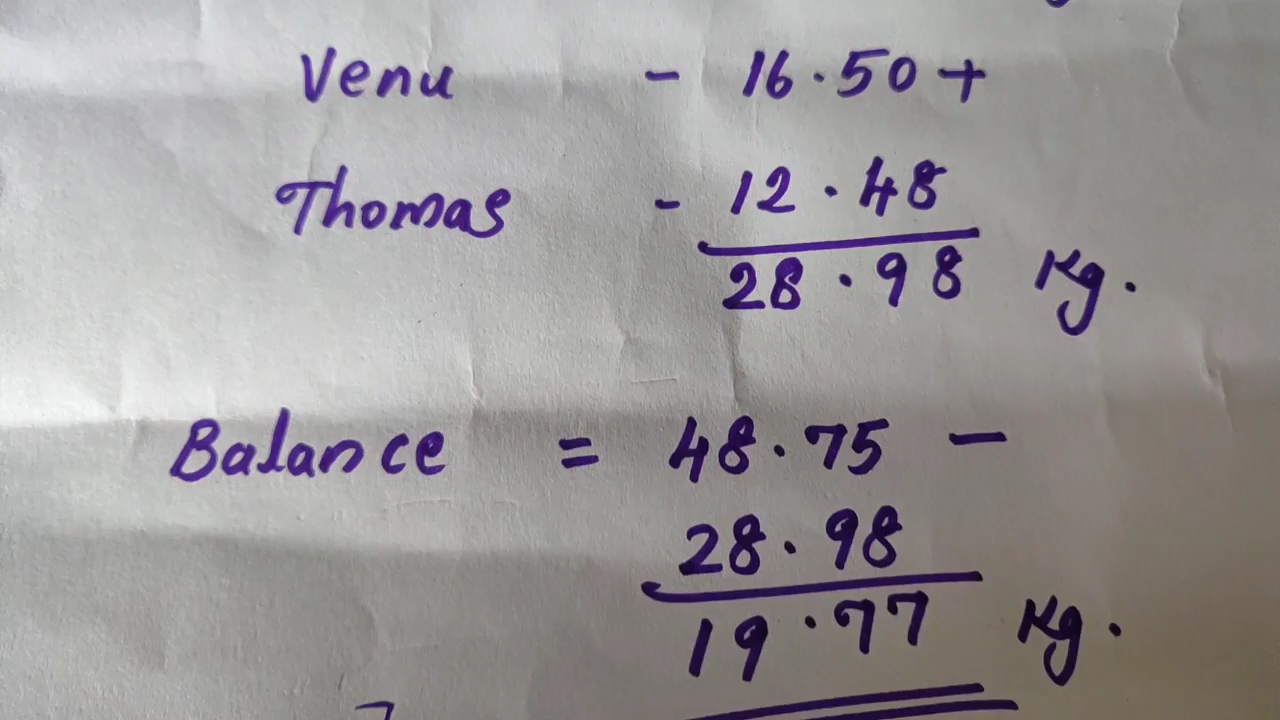 Venu - 16.50 +
Thomas - 12.48
28.98 Kg.
Balance = 48.75 -
28.98
19.77 Kg.